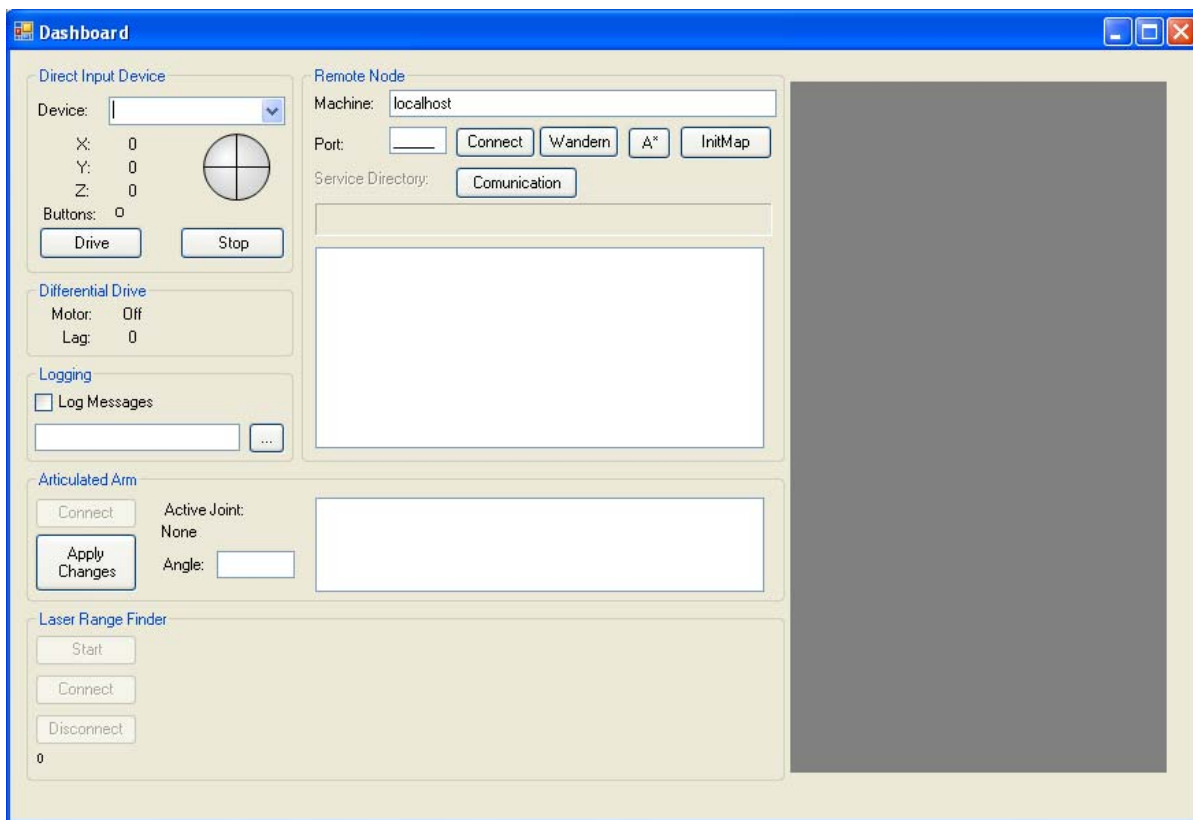 Dashboard
Direct Input Device
Device:
X: 0
Y: 0
Z: 0
Buttons: O
Drive Stop
Differential Drive
Motor: Off
Lag: 0
Logging
Log Messages
...
Remote Node
Machine: localhost
Port: _____ Connect Wandern A* InitMap
Service Directory: Comunication
Articulated Arm
Connect Active Joint:
None
Apply
Changes
Angle:
Laser Range Finder
Start
Connect
Disconnect
0